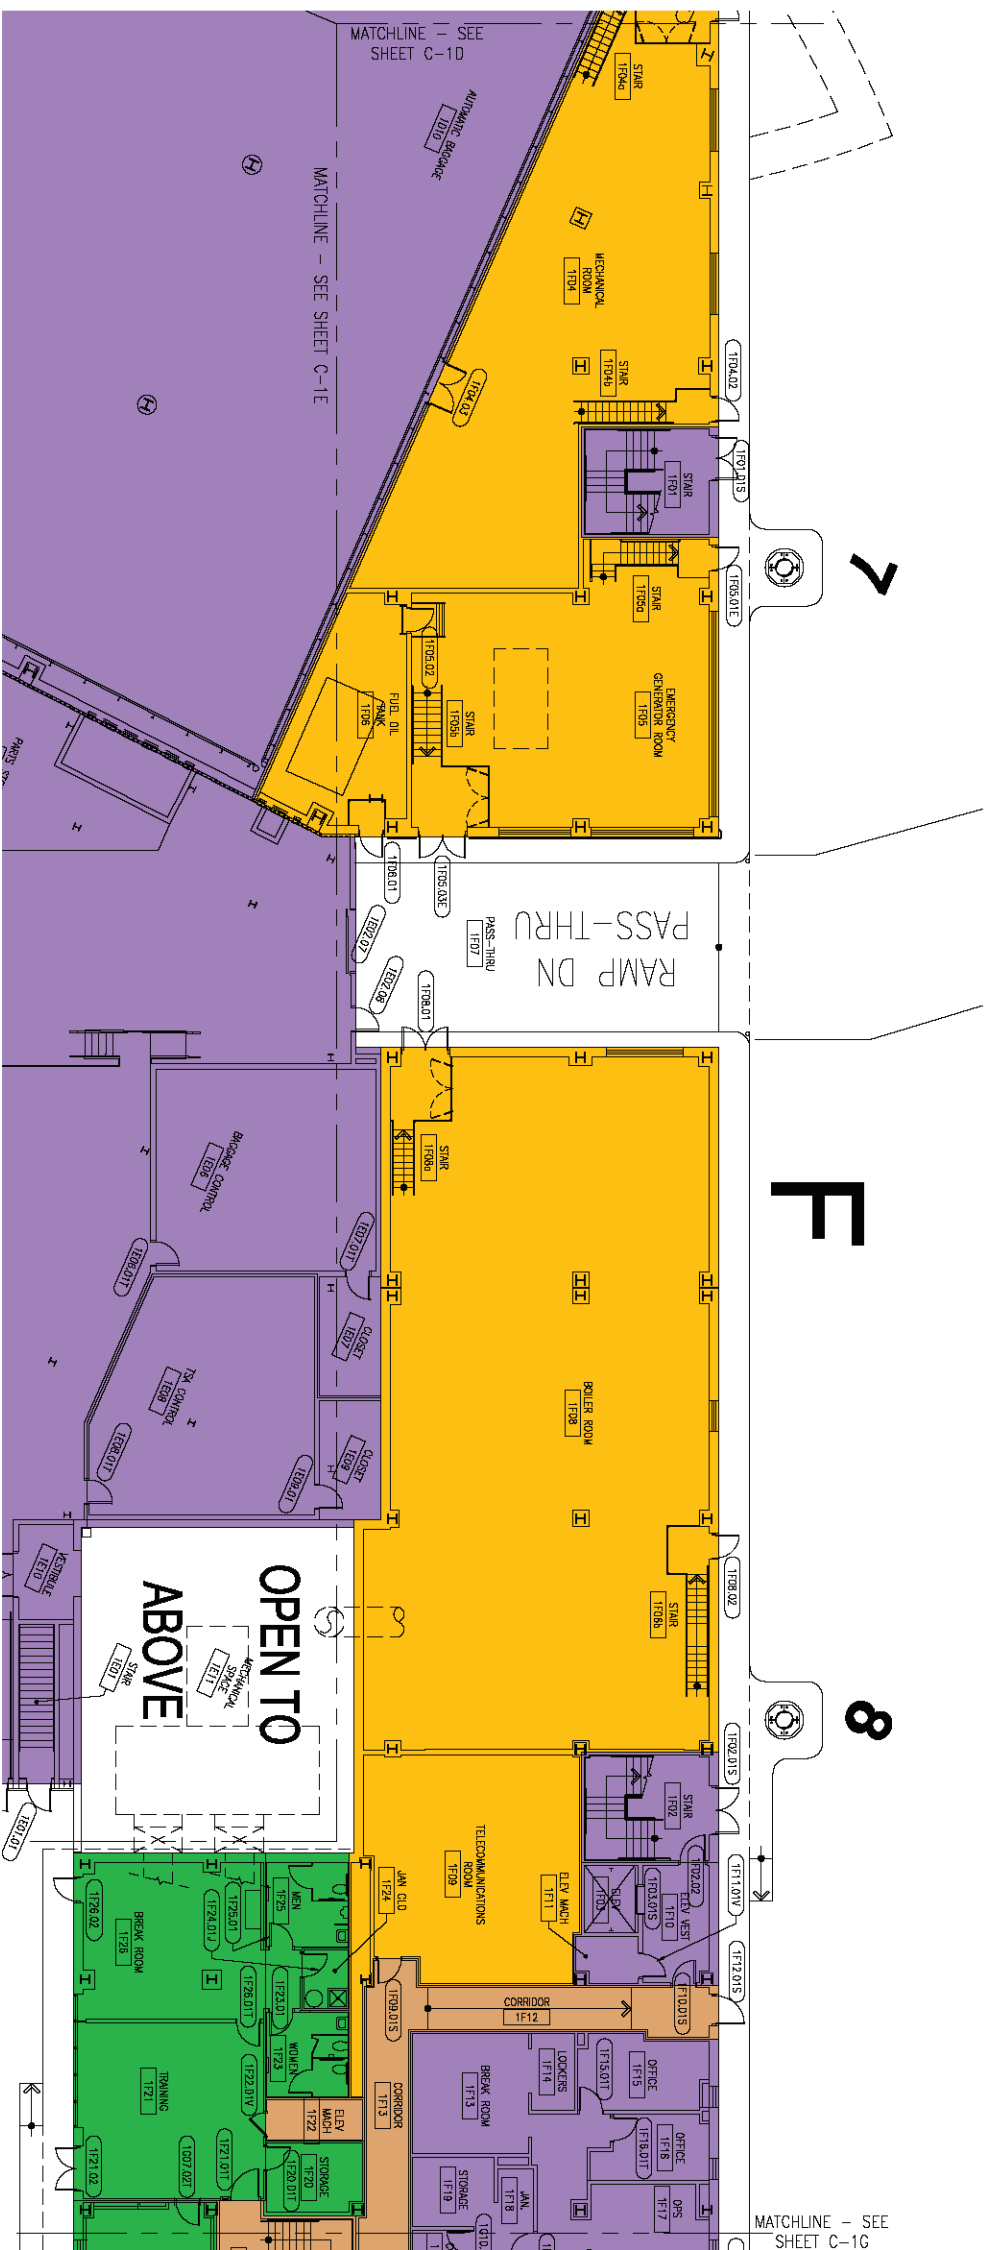 MATCHLINE – SEE
SHEET C–1D
STAIR
1F04a
AUTOMATIC BAGGAGE
1D10
MATCHLINE – SEE SHEET C–1E
MECHANICAL
ROOM
1F04
STAIR
1F04b
1F04.02
1F04.03
1F01.01S
STAIR
1F01
7
1F05.01E
STAIR
1F05a
1F05.02
EMERGENCY
GENERATOR ROOM
1F05
STAIR
1F05b
FUEL OIL
TANK
1F06
PARTS
1F06.01
1F05.03E
1E02.07
PASS–THRU
1F07
RAMP DN
PASS–THRU
1E02.08
1F08.01
STAIR
1F08a
BAGGAGE CONTROL
1E06
F
1E06.01T
1E07.01T
CLOSET
1E07
TSA CONTROL
1E08
BOILER ROOM
1F08
1E08.01T
1E09.01
CLOSET
1E09
VESTIBULE
1E10
OPEN TO
ABOVE
1F08.02
STAIR
1F08b
MECHANICAL
SPACE
1E11
STAIR
1E01
8
1F02.01S
STAIR
1F02
1E01.01
TELECOMMUNICATIONS
ROOM
1F09
ELEV MACH
1F11
ELEV
1F03
1F03.01S
1F02.02
ELEV VEST
1F10
1F11.01V
JAN CLO
1F24
MEN
1F25
1F25.01
1F24.01J
1F26.02
BREAK ROOM
1F26
1F26.01T
1F23.01
1F09.01S
CORRIDOR
1F12
1F10.01S
1F12.01S
WOMEN
1F23
1F22.01V
TRAINING
1F21
CORRIDOR
1F13
BREAK ROOM
1F13
LOCKERS
1F14
1F15.01T
OFFICE
1F15
ELEV
MACH
1F22
OFFICE
1F16
1F16.01T
1F21.02
1G07.02T
1F21.01T
STORAGE
1F20
1F20.01T
STORAGE
1F19
JAN.
1F18
OPS
1F17
MATCHLINE – SEE
SHEET C–1G